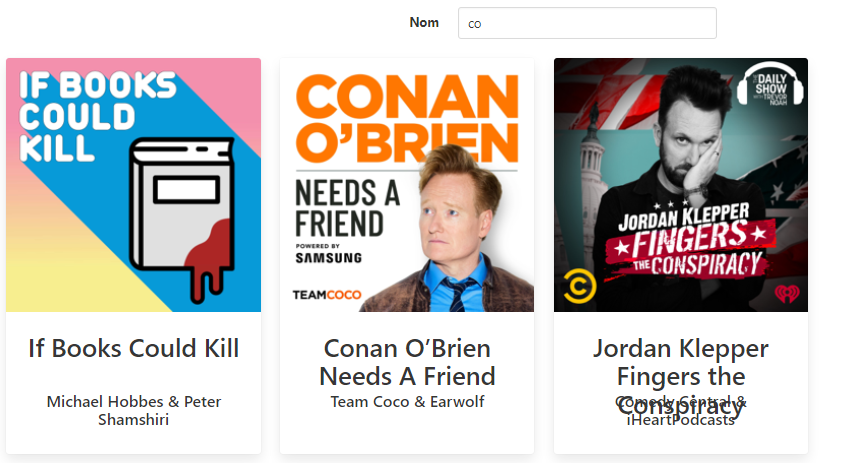 Nom
co
IF BOOKS
COULD
KILL
CONAN
O'BRIEN
NEEDS A
FRIEND
POWERED BY
SAMSUNG
TEAMCOCO
THE DAILY
SHOW
WITH TREVOR
NOAH
JORDAN KLEPPER
FINGERS
THE CONSPIRACY
If Books Could Kill
Michael Hobbes & Peter
Shamshiri
Conan O’Brien
Needs A Friend
Team Coco & Earwolf
Jordan Klepper
Fingers the
Conspiracy
Comedy Central &
iHeartPodcasts